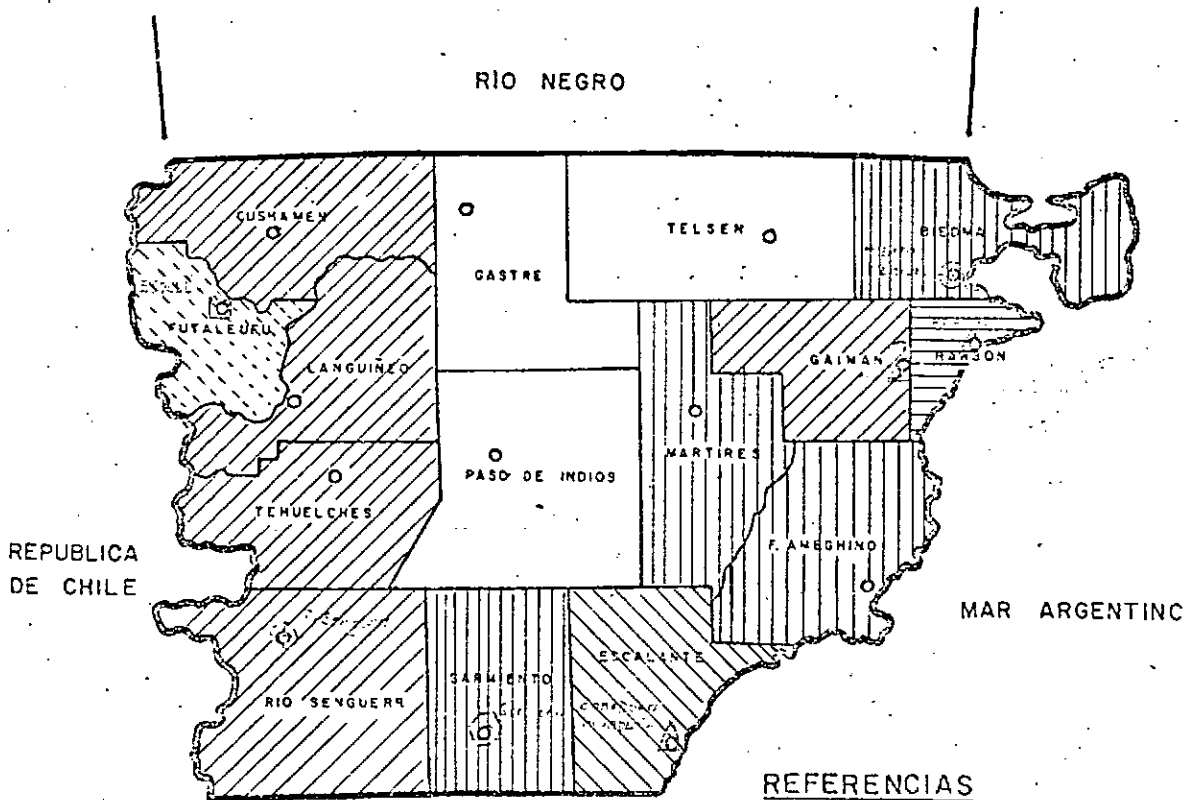 RÌO NEGRO
CUSHAMEN
TELSEN
BIEDMA
GASTRE
FUTALEUFU
GAIMAN
RAWSON
LANGUIÑEO
MARTIRES
PASO DE INDIOS
TEHUELCHES
REPUBLICA
DE CHILE
F. AMEGHINO
MAR ARGENTINO
ESCALANTE
SARMIENTO
RIO SENGUERR
REFERENCIAS